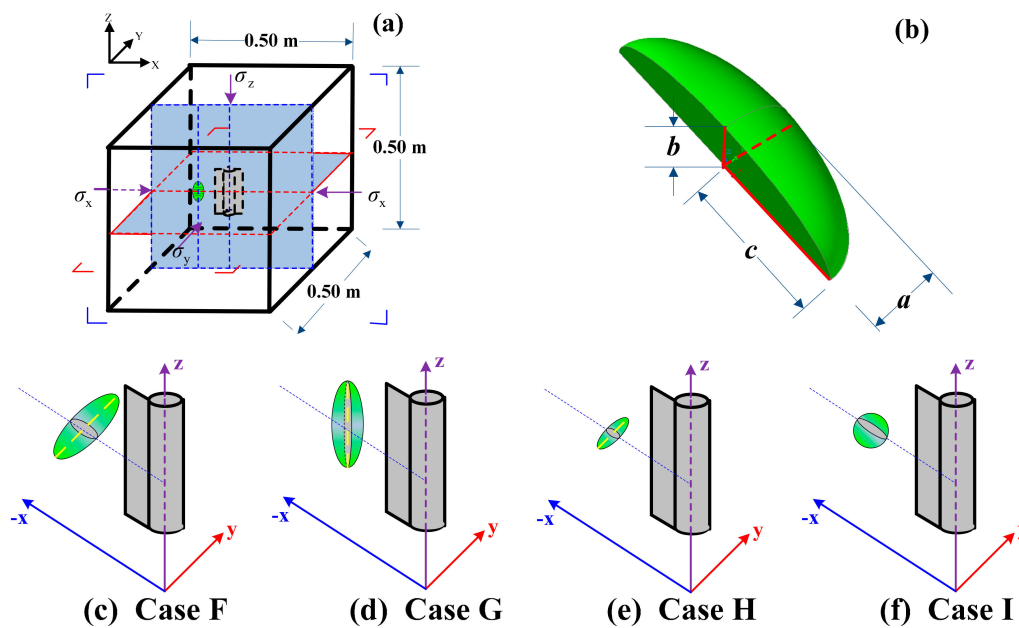 (a)
Z
Y
X
0.50 m
σz
0.50 m
σx
σx
σy
0.50 m
(b)
b
c
a
z
-x
y
(c) Case F
z
-x
y
(d) Case G
z
-x
y
(e) Case H
z
-x
(f) Case I